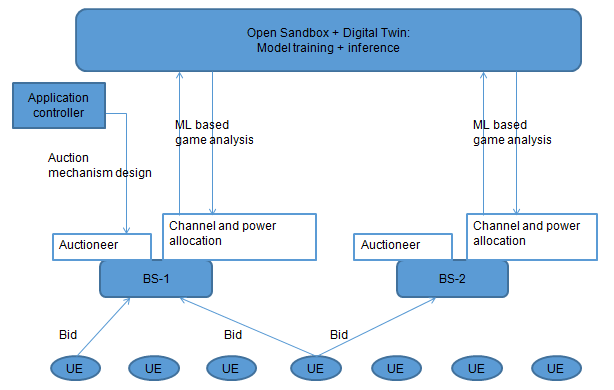 Open Sandbox + Digital Twin:
Model training + inference
Application
controller
ML based
game analysis
ML based
game analysis
Auction
mechanism design
Auctioneer
Channel and power
allocation
Auctioneer
Channel and power
allocation
BS-1
BS-2
Bid
Bid
Bid
UE
UE
UE
UE
UE
UE
UE